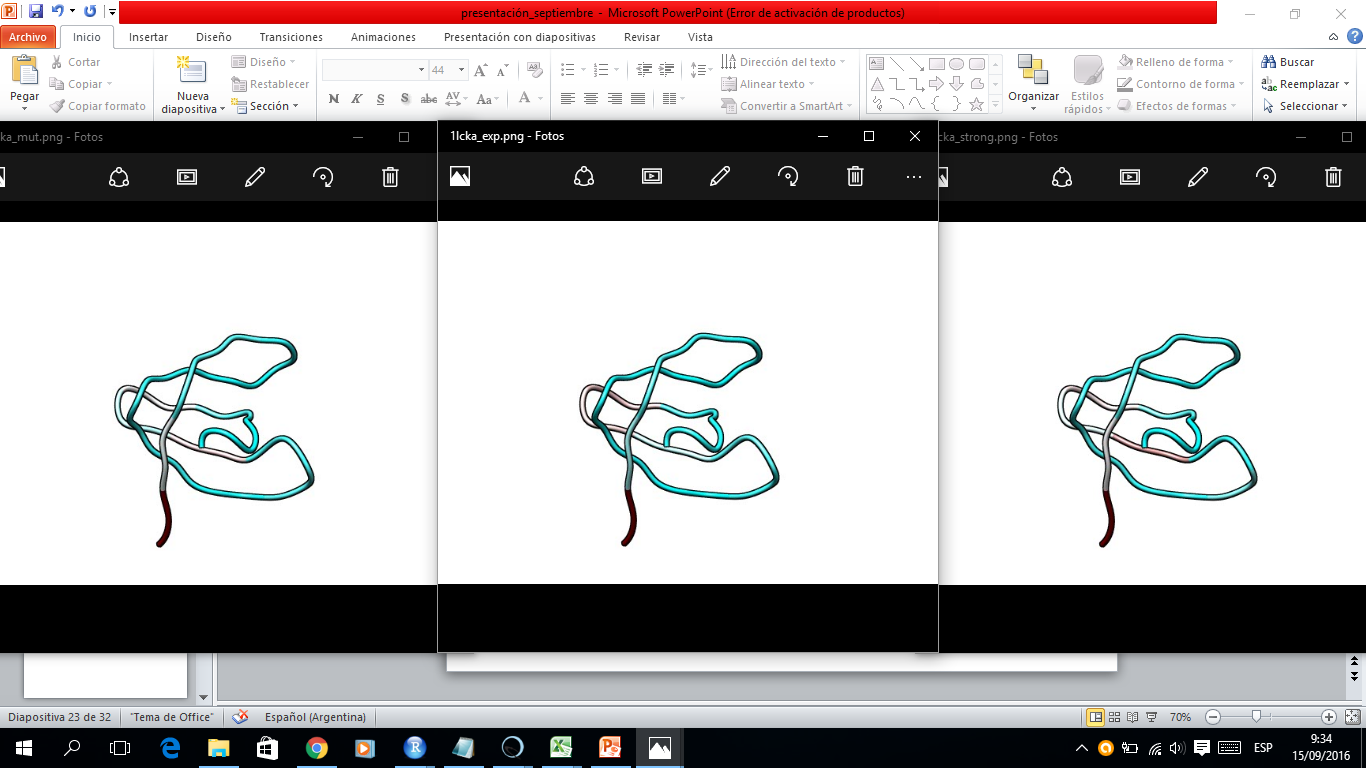 presentación_septiembre - Microsoft PowerPoint (Error de activación de productos)
Archivo Inicio Insertar Diseño Transiciones Animaciones Presentación con diapositivas Revisar Vista
Pegar
Cortar
Copiar
Copiar formato
Nueva
diapositiva
Diseño
Restablecer
Sección
44
N K S S abc AV Aa A
Dirección del texto
Alinear texto
Convertir a SmartArt
Organizar
Estilos
rápidos
Relleno de forma
Contorno de forma
Efectos de formas
Buscar
Reemplazar
Seleccionar
ka_mut.png - Fotos
1lcka_exp.png - Fotos
cka_strong.png - Fotos
Diapositiva 23 de 32 "Tema de Office" Español (Argentina) 70%
ESP
9:34
15/09/2016